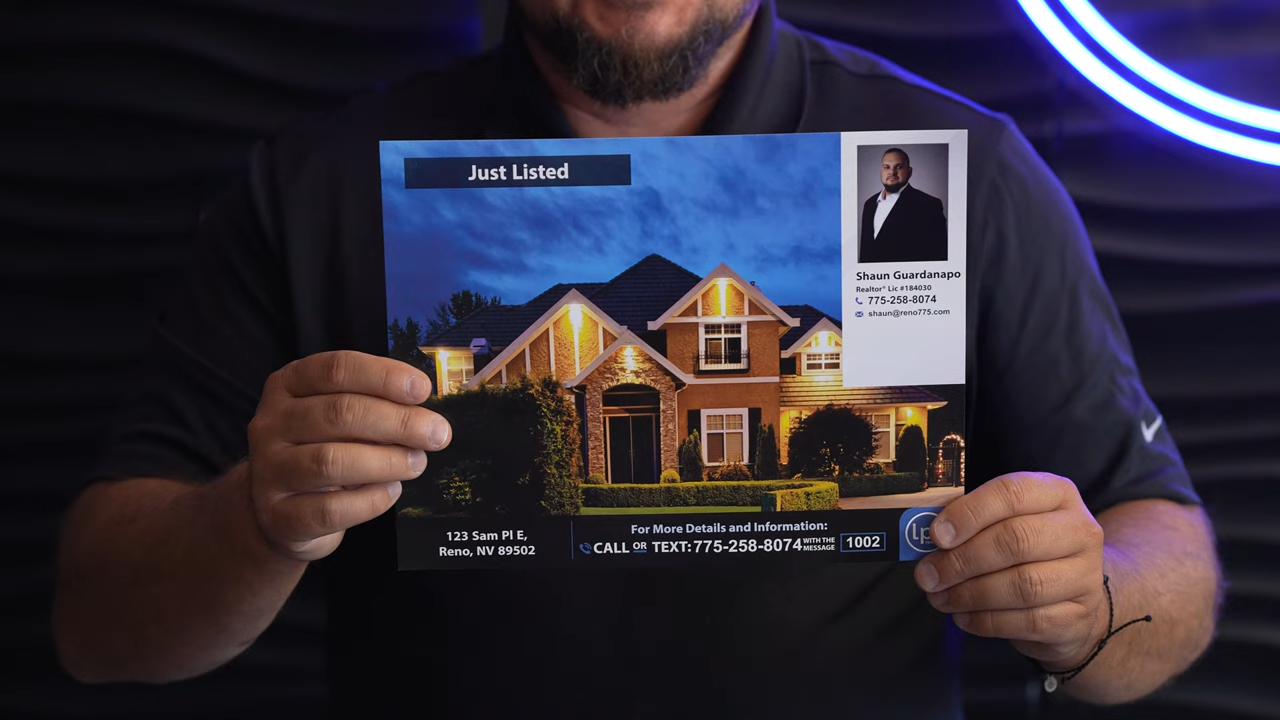 Just Listed
Shaun Guardanapo
Realtor® Lic #184030
775-258-8074
shaun@reno775.com
123 Sam Pl E,
Reno, NV 89502
For More Details and Information:
CALL OR TEXT: 775-258-8074 WITH THE MESSAGE 1002
lp